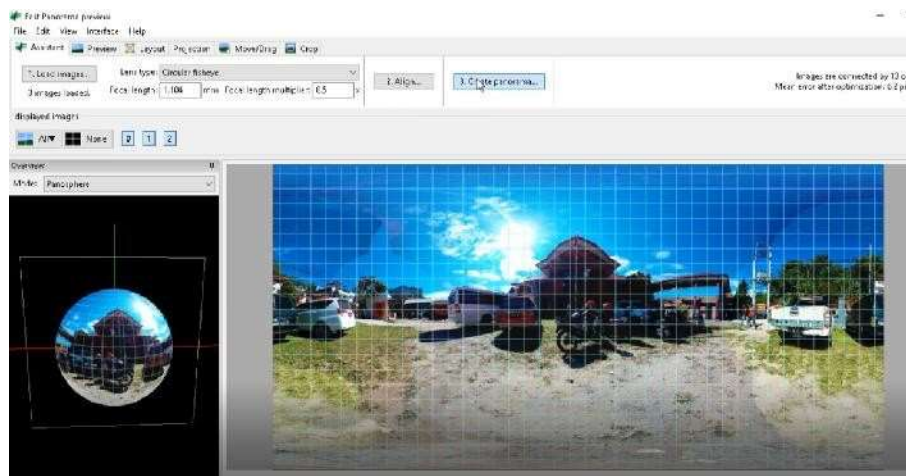 Fast Panorama preview
File Edit View Interface Help
Assistant Preview Layout Projection Move/Drag Crop
1. Load images... Lens type: Circular fisheye 2. Align... 3. Create panorama... Images are connected by 13 c
3 images loaded. Focal length: 1.186 mm Focal length multiplier: 6.5 x Mean error after optimization: 6.2 pi
displayed images
All▼ None 0 1 2
Overview
Mode: Panosphere